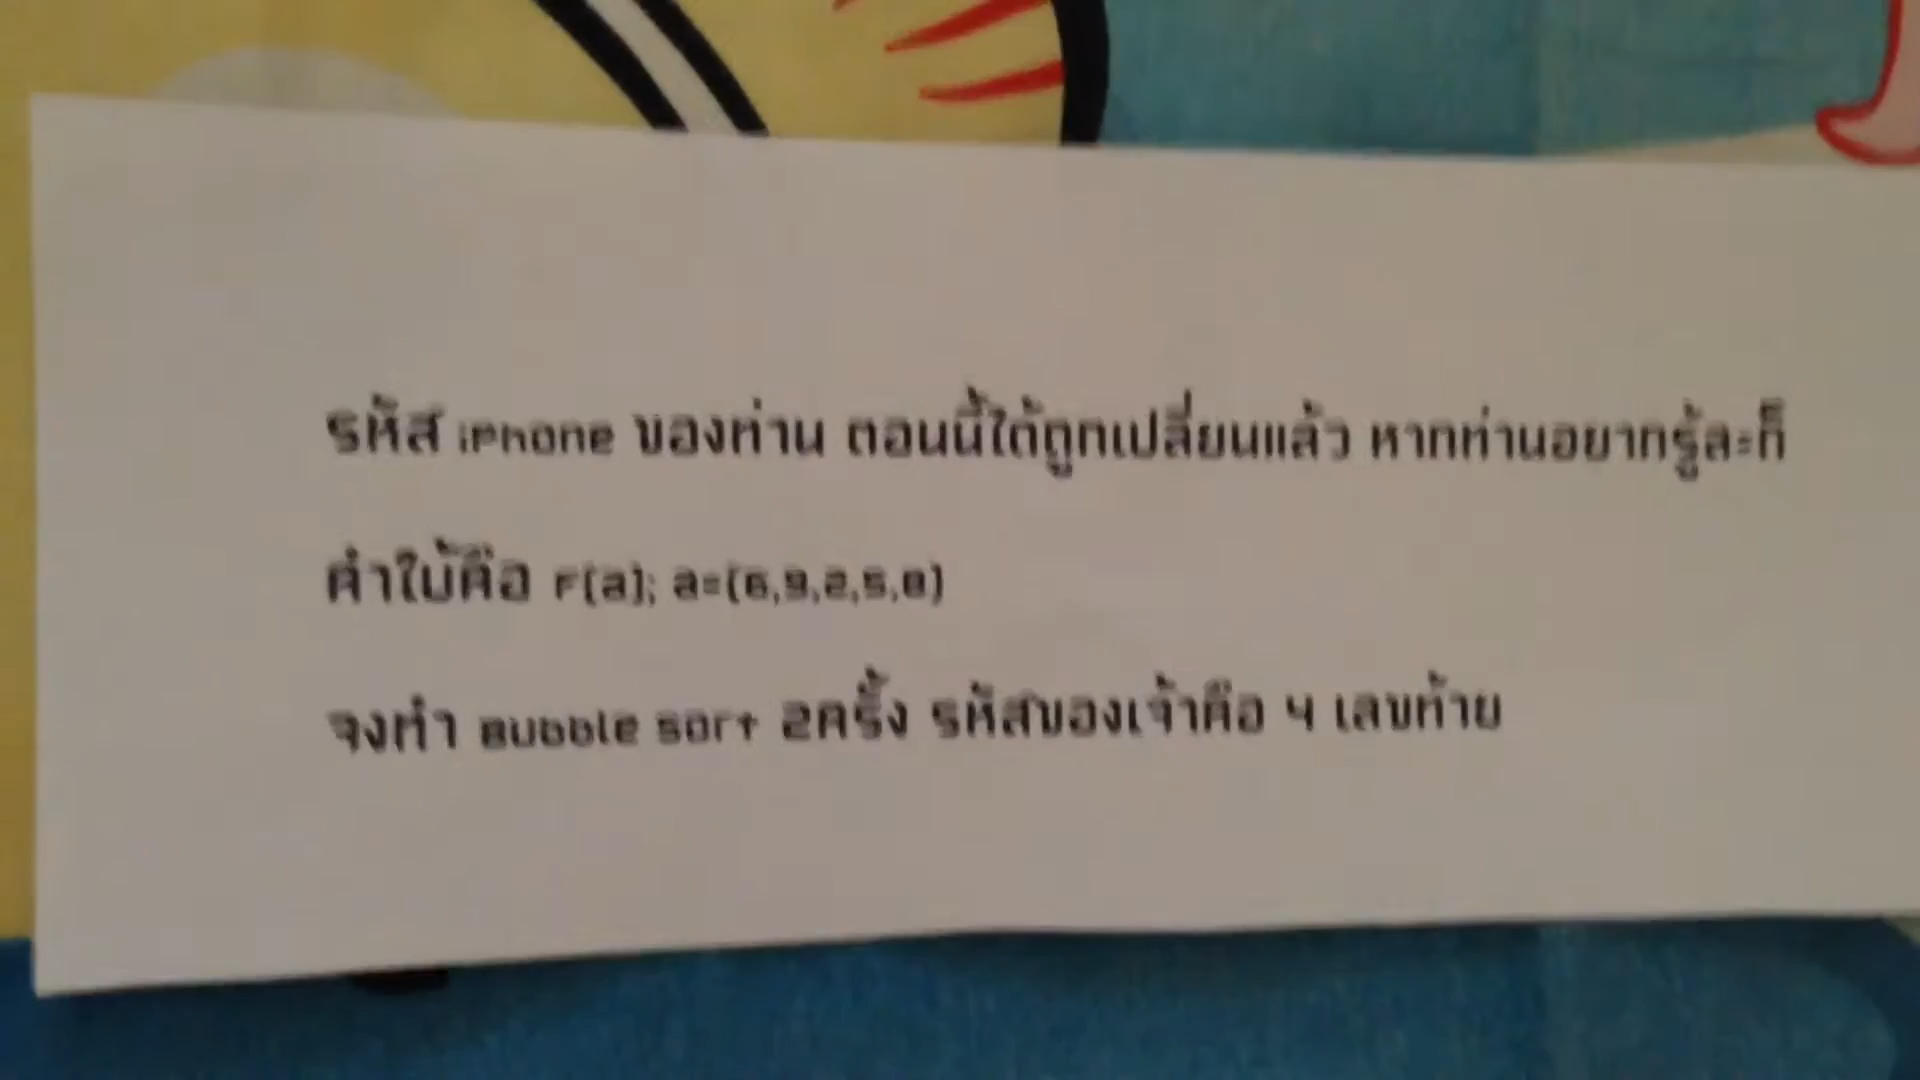 รหัส iPhone ของท่าน ตอนนี้ได้ถูกเปลี่ยนแล้ว หากท่านอยากรู้ละก็
คำใบ้คือ F(a); a=(6,9,2,5,8)
จงทำ Bubble sort 2ครั้ง รหัสของเจ้าคือ 4 เลขท้าย